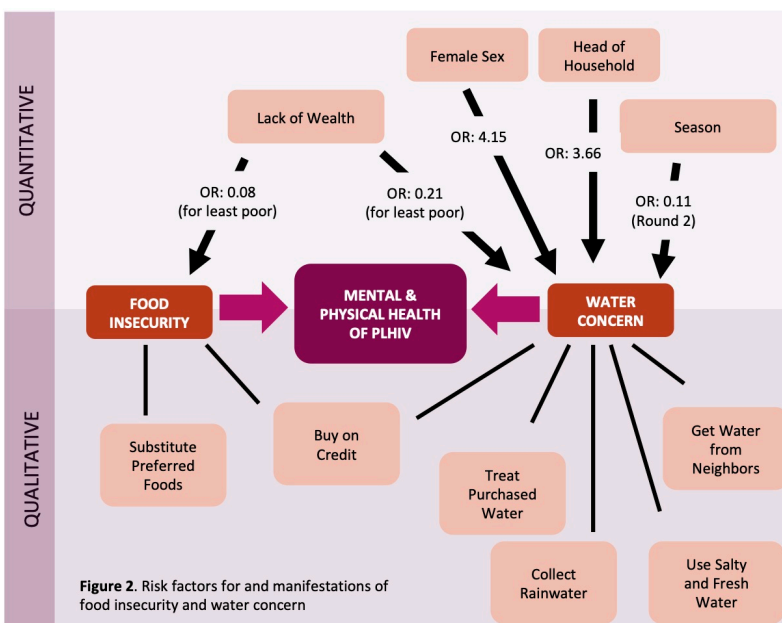 QUANTITATIVE
Female Sex
Head of
Household
Lack of Wealth
Season
OR: 4.15
OR: 3.66
OR: 0.08
(for least poor)
OR: 0.21
(for least poor)
OR: 0.11
(Round 2)
FOOD
INSECURITY
MENTAL &
PHYSICAL HEALTH
OF PLHIV
WATER
CONCERN
QUALITATIVE
Substitute
Preferred
Foods
Buy on
Credit
Treat
Purchased
Water
Get Water
from
Neighbors
Collect
Rainwater
Use Salty
and Fresh
Water
Figure 2. Risk factors for and manifestations of
food insecurity and water concern